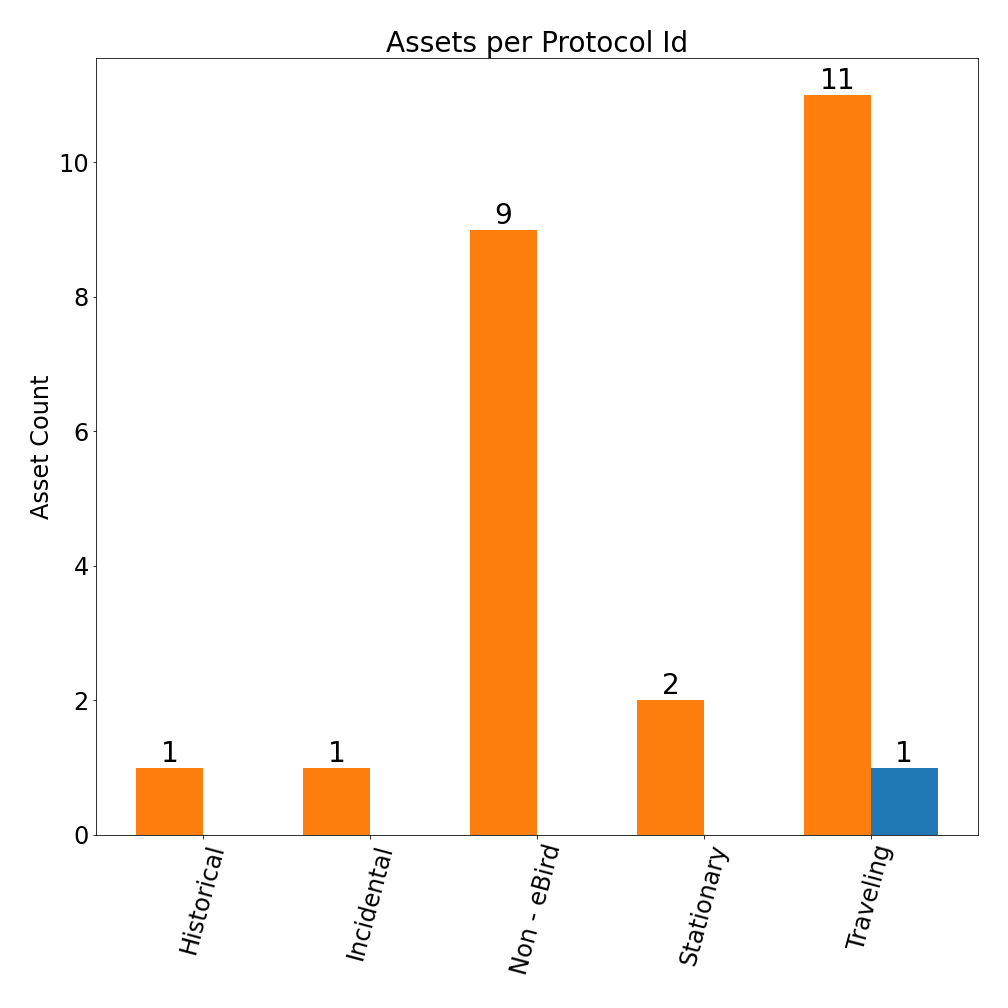 Assets per Protocol Id
11
10
9
8
Asset Count
6
4
2
2
1
1
1
0
Historical
Incidental
Non - eBird
Stationary
Traveling